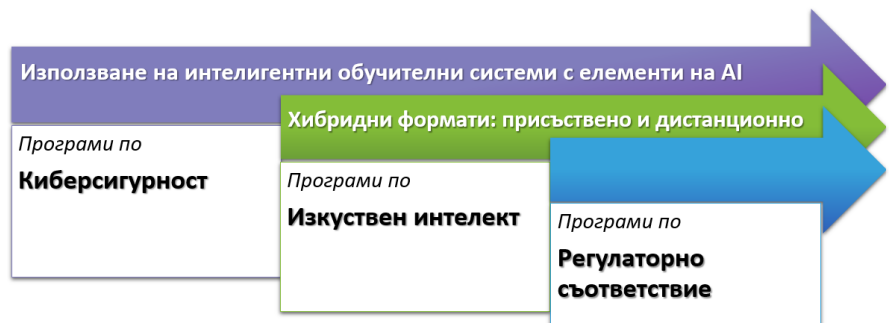 Използване на интелигентни обучителни системи с елементи на AI
Хибридни формати: присъствено и дистанционно
Програми по
Киберсигурност
Програми по
Изкуствен интелект
Програми по
Регулаторно
съответствие